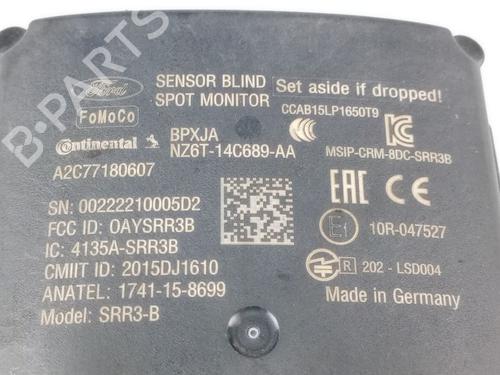 B-PARTS
Ford
SENSOR BLIND
SPOT MONITOR
Set aside if dropped!
FoMoCo
CCAB15LP1650T9
Continental
BPXJA
NZ6T-14C689-AA
MSIP-CRM-8DC-SRR3B
A2C77180607
EAC CE
SN: 00222210005D2
FCC ID: OAYSRR3B
E1 10R-047527
IC: 4135A-SRR3B
CMIIT ID: 2015DJ1610
R 202 - LSD004
ANATEL: 1741-15-8699
Made in Germany
Model: SRR3-B